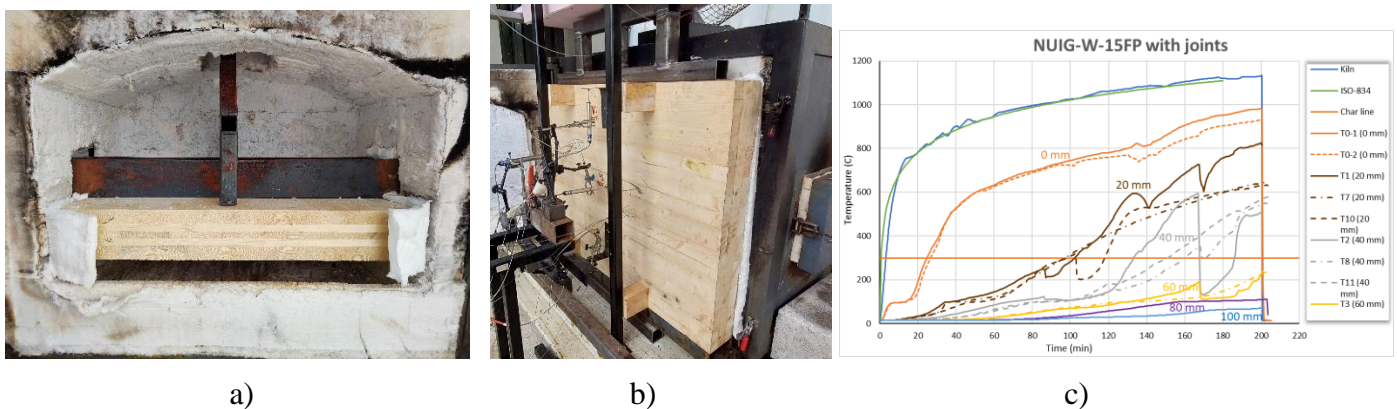 NUIG-W-15FP with joints
1200
1000
800
600
400
200
0
0 20 40 60 80 100 120 140 160 180 200 220
Temperature (C)
Time (min)
0 mm
20 mm
40 mm
60 mm
80 mm
100 mm
Kiln
ISO-834
Char line
T0-1 (0 mm)
T0-2 (0 mm)
T1 (20 mm)
T7 (20 mm)
T10 (20
mm)
T2 (40 mm)
T8 (40 mm)
T11 (40
mm)
T3 (60 mm)
a)
b)
c)